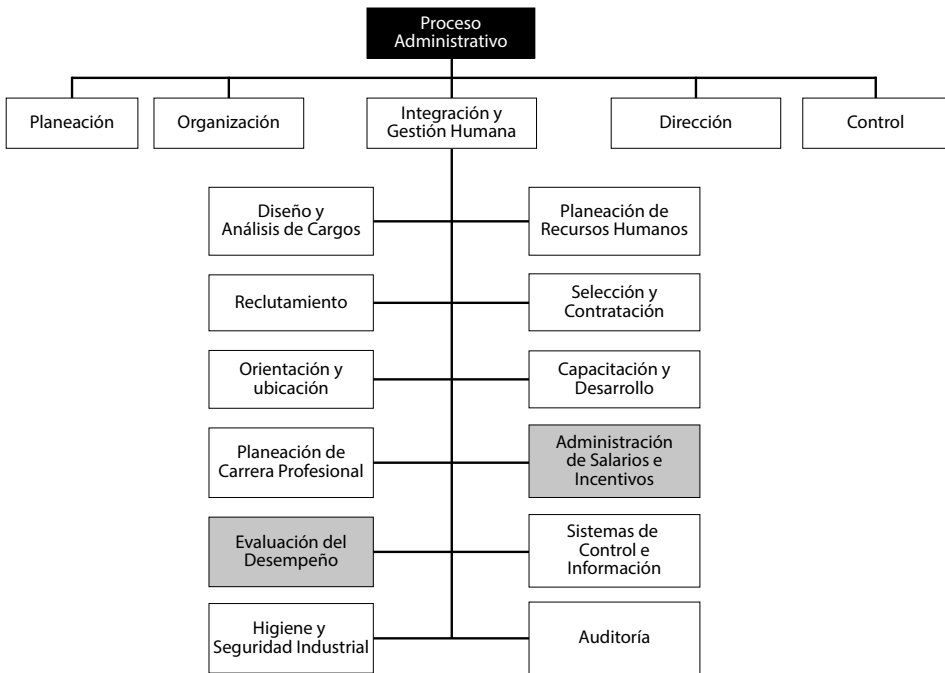 Proceso
Administrativo
Planeación
Organización
Integración y
Gestión Humana
Dirección
Control
Diseño y
Análisis de Cargos
Planeación de
Recursos Humanos
Reclutamiento
Selección y
Contratación
Orientación y
ubicación
Capacitación y
Desarrollo
Planeación de
Carrera Profesional
Administración
de Salarios e
Incentivos
Evaluación del
Desempeño
Sistemas de
Control e
Información
Higiene y
Seguridad Industrial
Auditoría